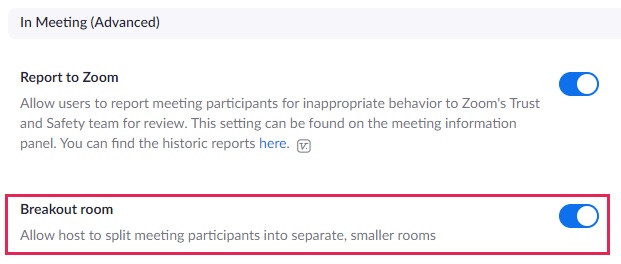 In Meeting (Advanced)
Report to Zoom
Allow users to report meeting participants for inappropriate behavior to Zoom's Trust
and Safety team for review. This setting can be found on the meeting information
panel. You can find the historic reports here.
Breakout room
Allow host to split meeting participants into separate, smaller rooms